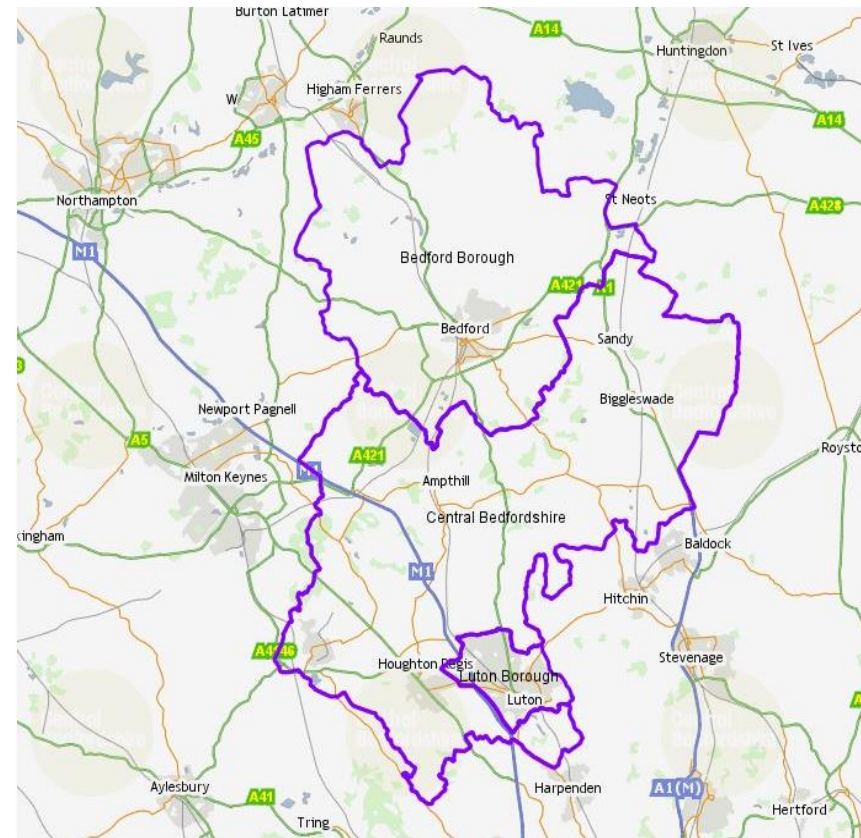 Burton Latimer
Raunds
A14
Huntingdon
St Ives
Higham Ferrers
W
A14
A45
Northampton
St Neots
A428
M1
Bedford Borough
A421
A1
Bedford
Sandy
Newport Pagnell
Biggleswade
A5
A421
Milton Keynes
M1
Ampthill
Royston
Central Bedfordshire
kingham
Baldock
M1
Hitchin
Stevenage
Houghton Regis
Luton Borough
Luton
Aylesbury
A41
Harpenden
A1(M)
Tring
Hertford